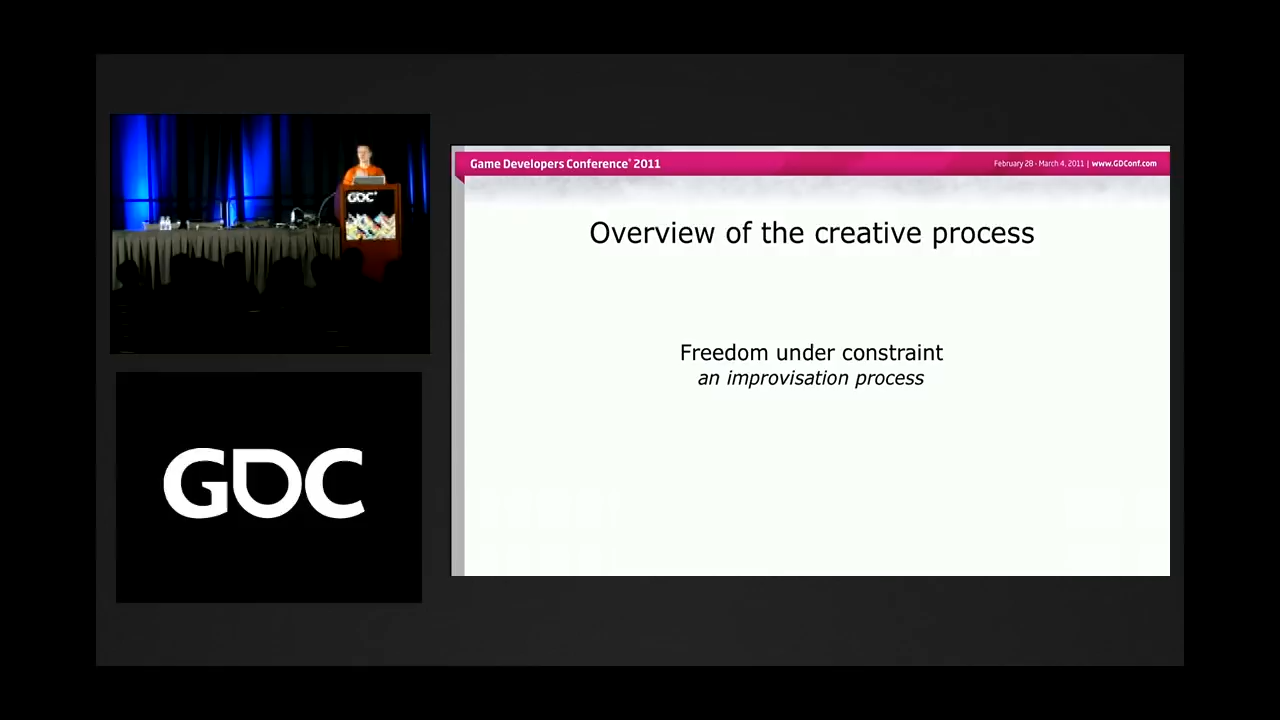 GDC
GDC
Game Developers Conference® 2011
February 28 - March 4, 2011 | www.GDConf.com
Overview of the creative process
Freedom under constraint
an improvisation process